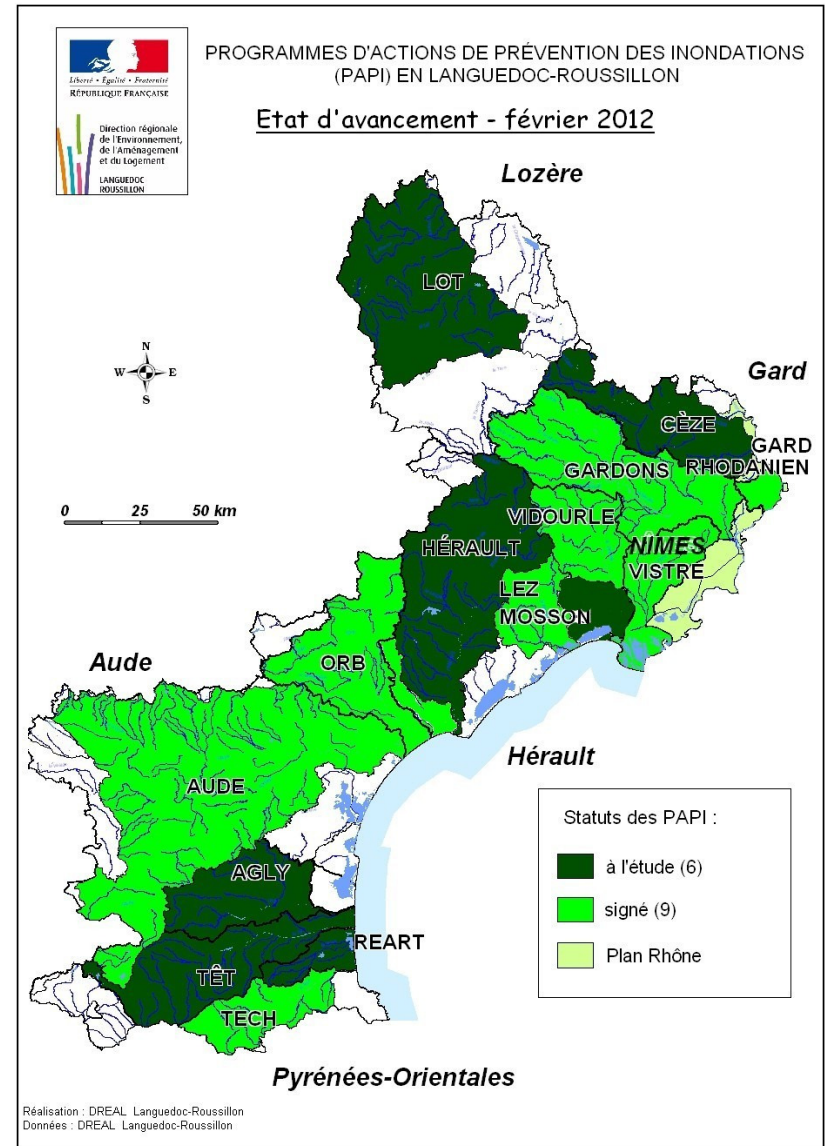 PROGRAMMES D'ACTIONS DE PRÉVENTION DES INONDATIONS
(PAPI) EN LANGUEDOC-ROUSSILLON
Etat d'avancement - février 2012
Liberté • Égalité • Fraternité
RÉPUBLIQUE FRANÇAISE
Direction régionale
de l'Environnement,
de l'Aménagement
et du Logement
LANGUEDOC
ROUSSILLON
Lozère
LOT
N
W E
S
Gard
CÈZE
GARD
RHODANIEN
GARDONS
0 25 50 km
VIDOURLE
HÉRAULT
NÎMES
VISTRE
LEZ
MOSSON
ORB
Aude
Hérault
AUDE
Statuts des PAPI :
à l'étude (6)
signé (9)
Plan Rhône
AGLY
REART
TÊT
TECH
Pyrénées-Orientales
Réalisation : DREAL Languedoc-Roussillon
Données : DREAL Languedoc-Roussillon